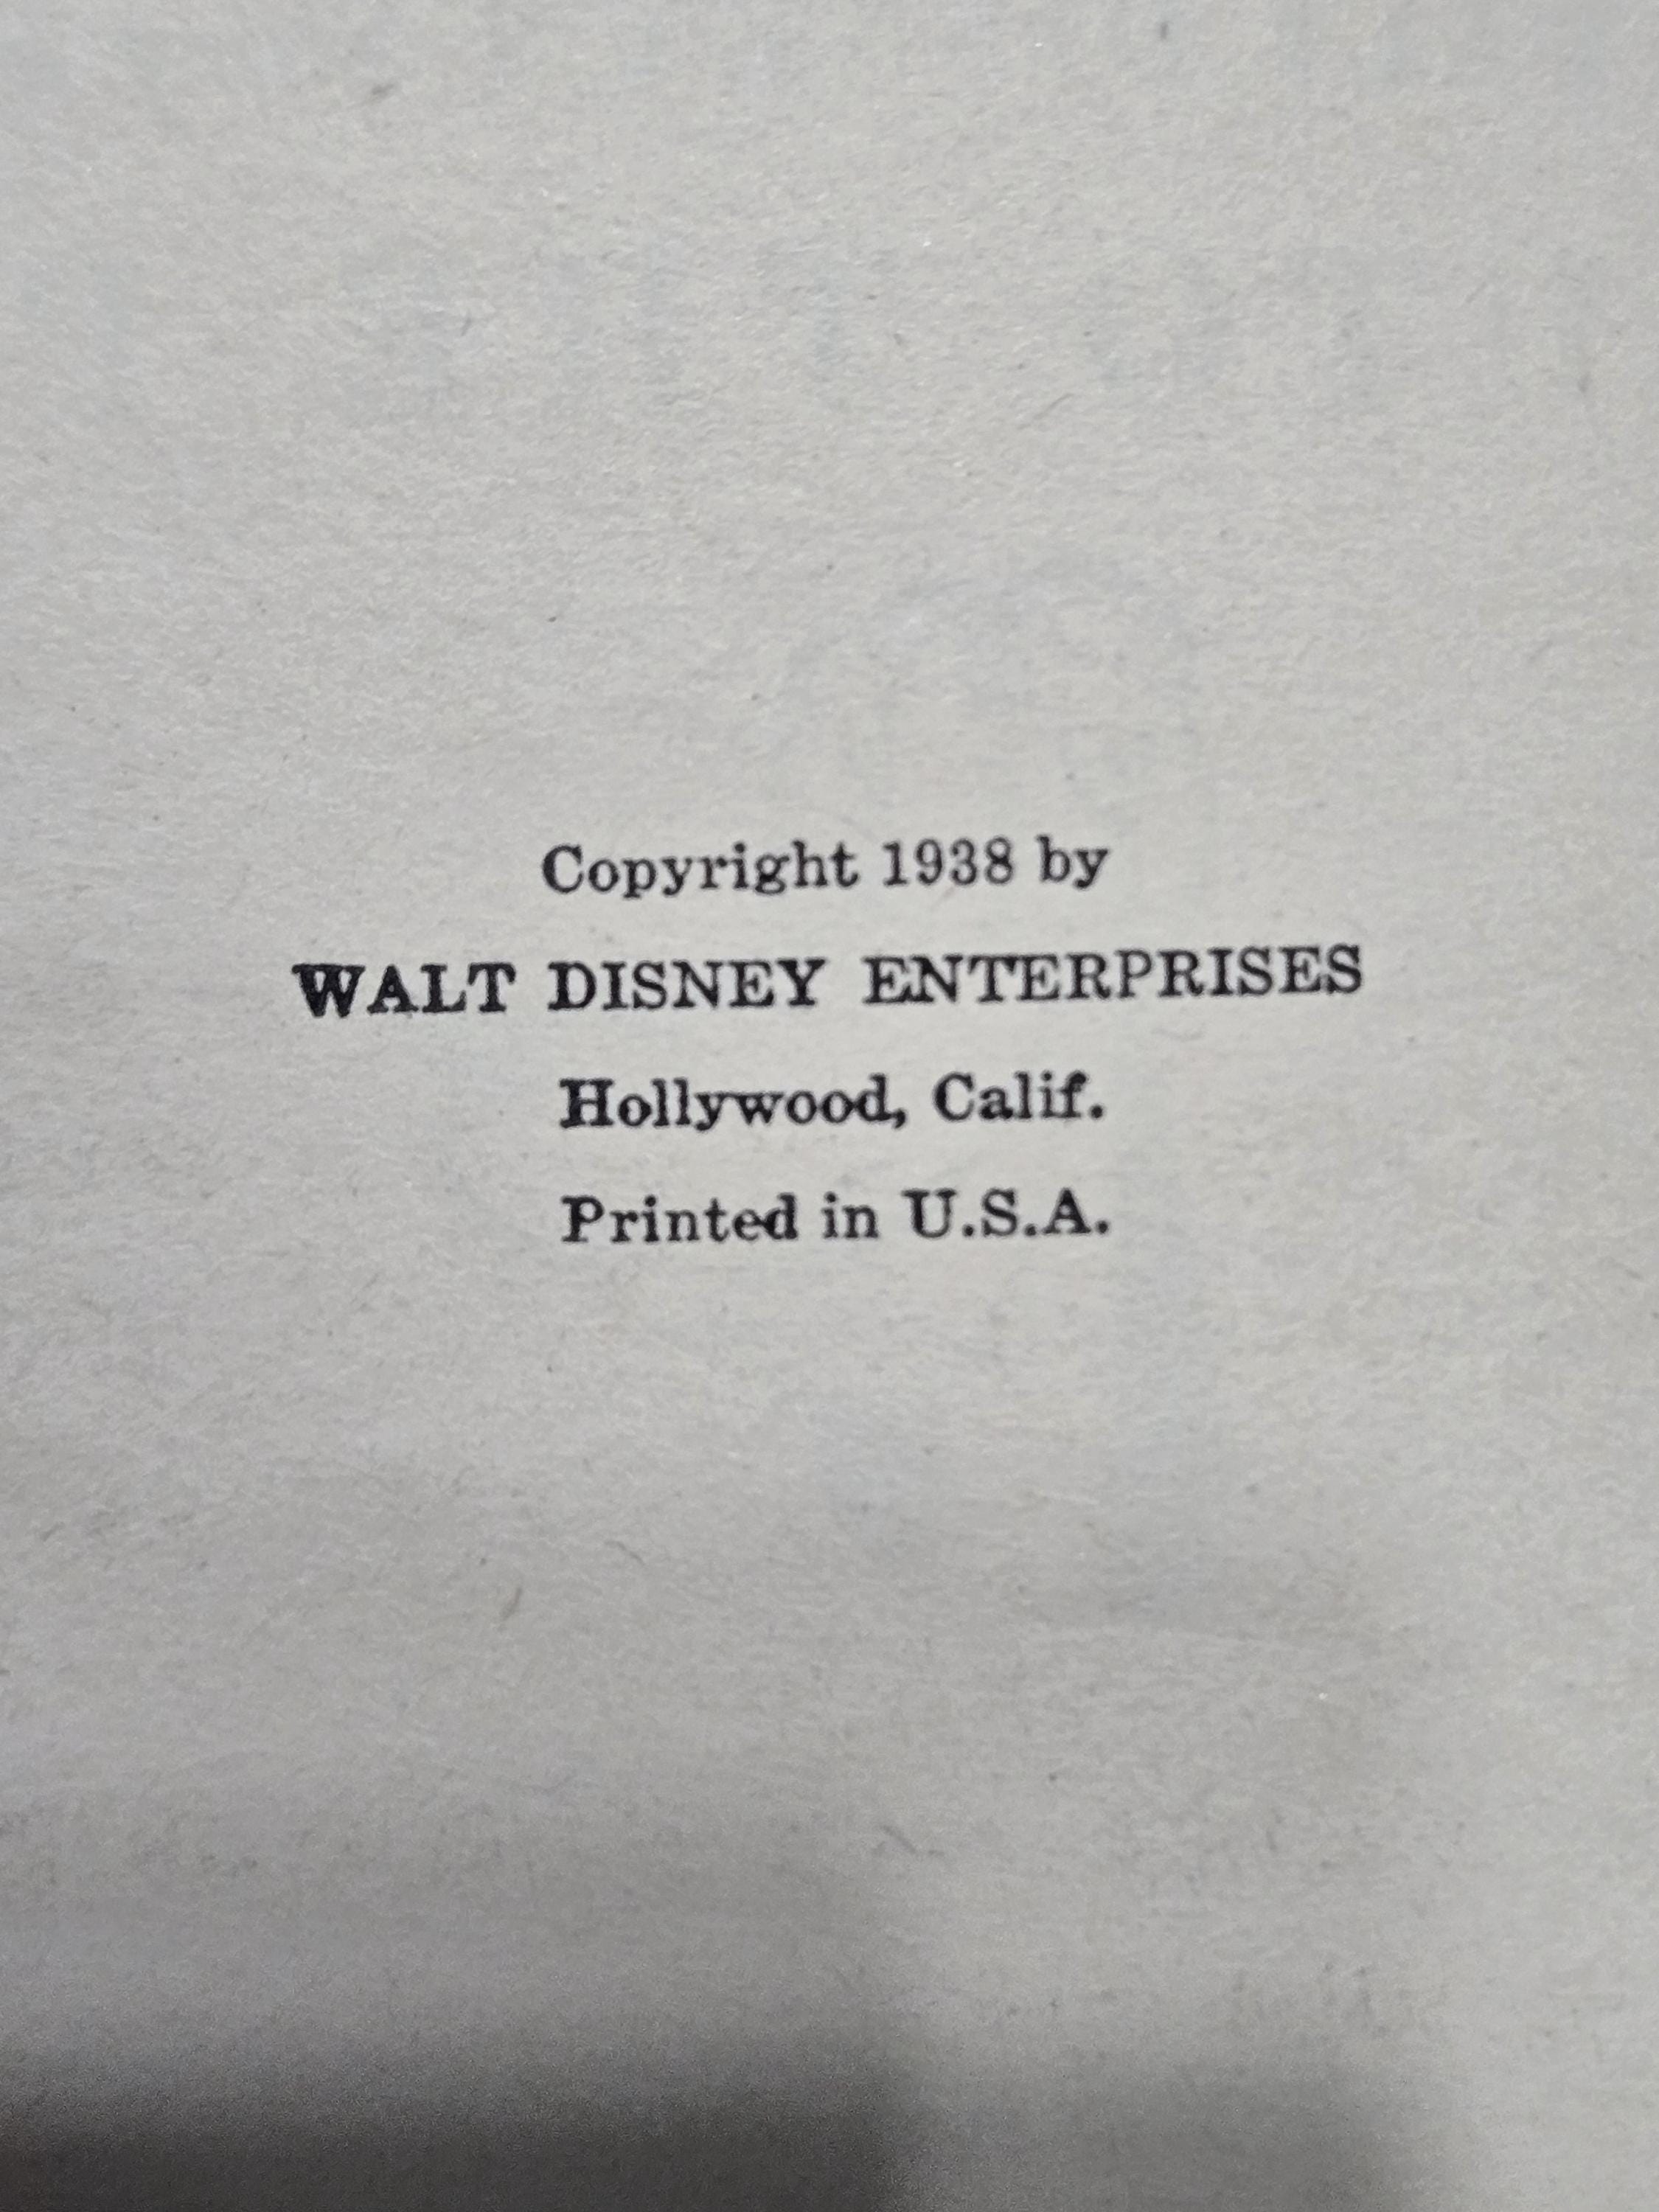 Copyright 1938 by
WALT DISNEY ENTERPRISES
Hollywood, Calif.
Printed in U.S.A.